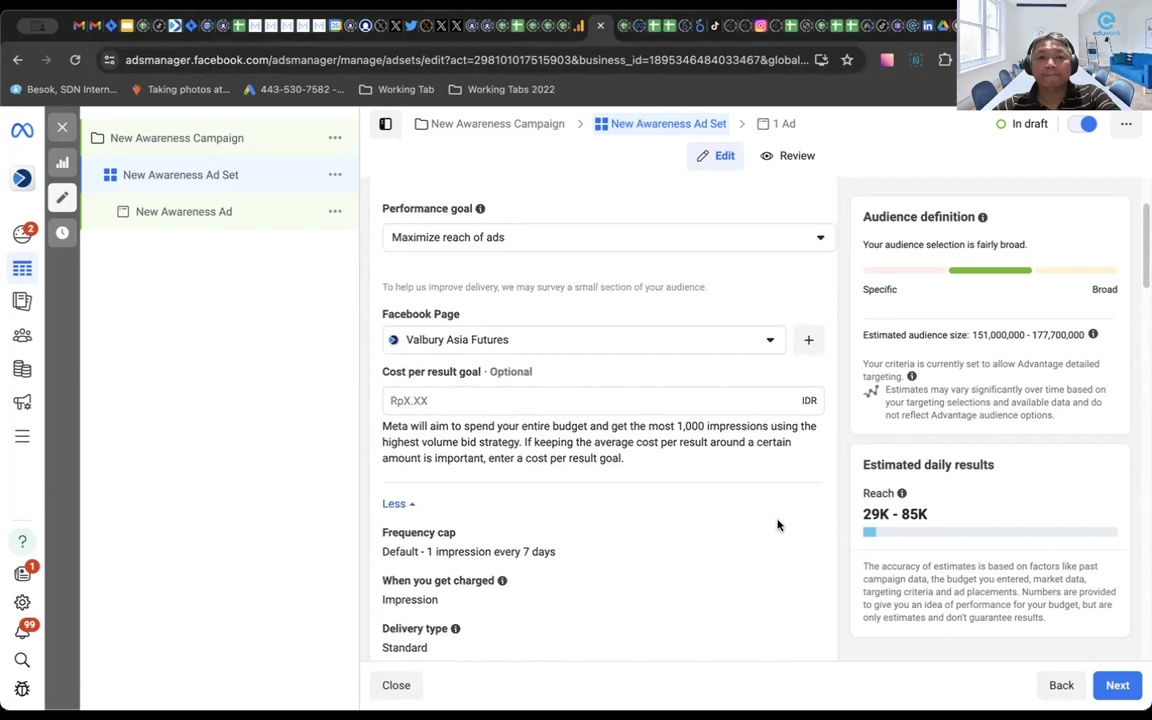 eduwork
adsmanager.facebook.com/adsmanager/manage/adsets/edit?act=298101017515903&business_id=1895346484033467&global...
Besok, SDN Intern...
Taking photos at...
443-530-7582 -...
Working Tab
Working Tabs 2022
New Awareness Campaign
New Awareness Ad Set
1 Ad
In draft
Edit
Review
New Awareness Campaign
New Awareness Ad Set
New Awareness Ad
2
1
99
Performance goal
Maximize reach of ads
To help us improve delivery, we may survey a small section of your audience.
Facebook Page
Valbury Asia Futures
Cost per result goal · Optional
RpX.XX
IDR
Meta will aim to spend your entire budget and get the most 1,000 impressions using the
highest volume bid strategy. If keeping the average cost per result around a certain
amount is important, enter a cost per result goal.
Less
Frequency cap
Default - 1 impression every 7 days
When you get charged
Impression
Delivery type
Standard
Close
Back
Next
Audience definition
Your audience selection is fairly broad.
Specific
Broad
Estimated audience size: 151,000,000 - 177,700,000
Your criteria is currently set to allow Advantage detailed
targeting.
Estimates may vary significantly over time based on
your targeting selections and available data and do
not reflect Advantage audience options.
Estimated daily results
Reach
29K - 85K
The accuracy of estimates is based on factors like past
campaign data, the budget you entered, market data,
targeting criteria and ad placements. Numbers are provided
to give you an idea of performance for your budget, but are
only estimates and don't guarantee results.